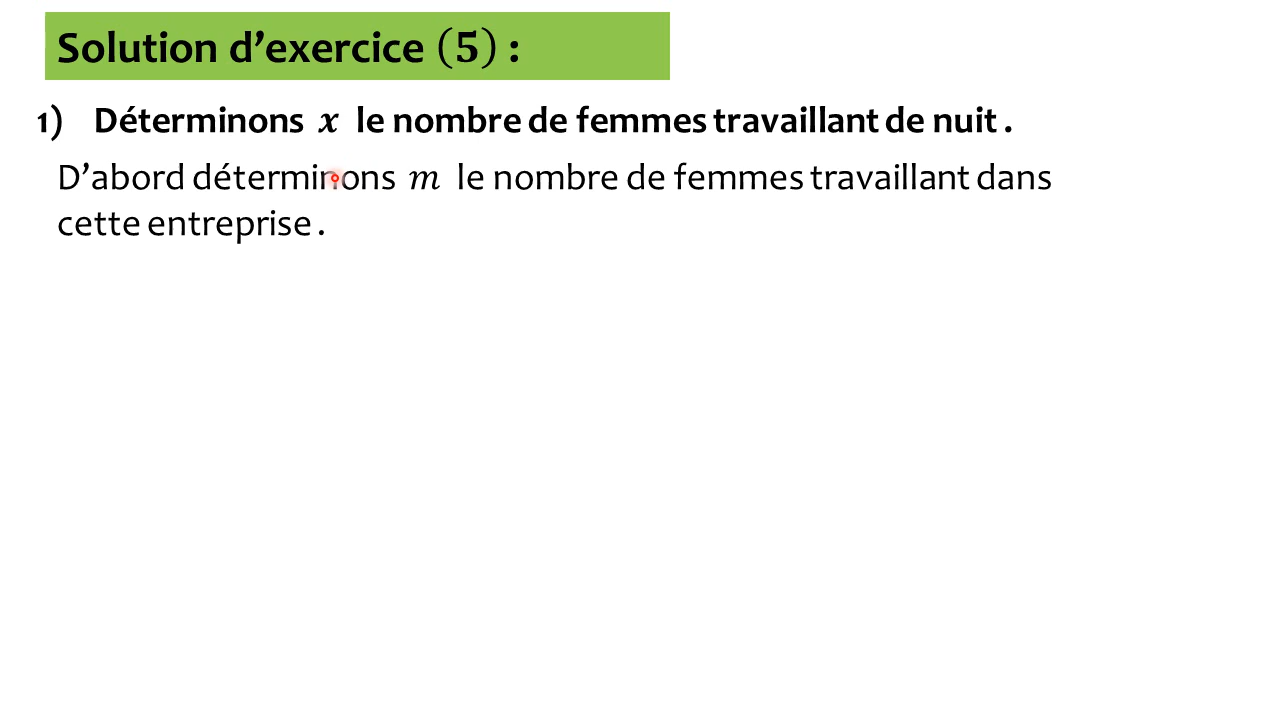 Solution d’exercice (5) :
1) Déterminons x le nombre de femmes travaillant de nuit .
D’abord déterminons m le nombre de femmes travaillant dans
cette entreprise .